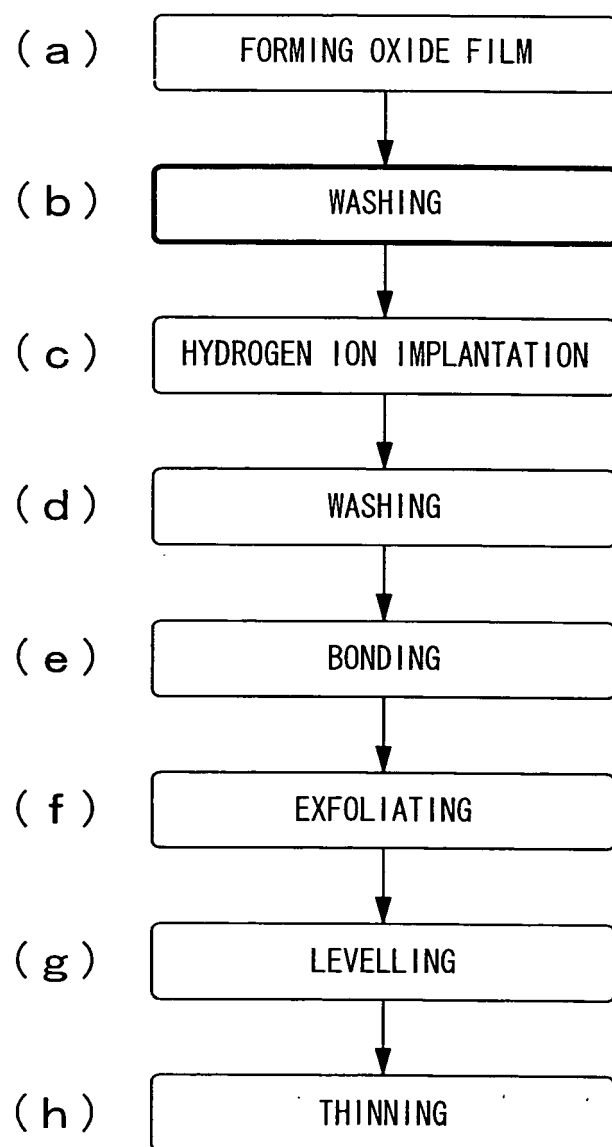 (a) FORMING OXIDE FILM
(b) WASHING
(c) HYDROGEN ION IMPLANTATION
(d) WASHING
(e) BONDING
(f) EXFOLIATING
(g) LEVELLING
(h) THINNING